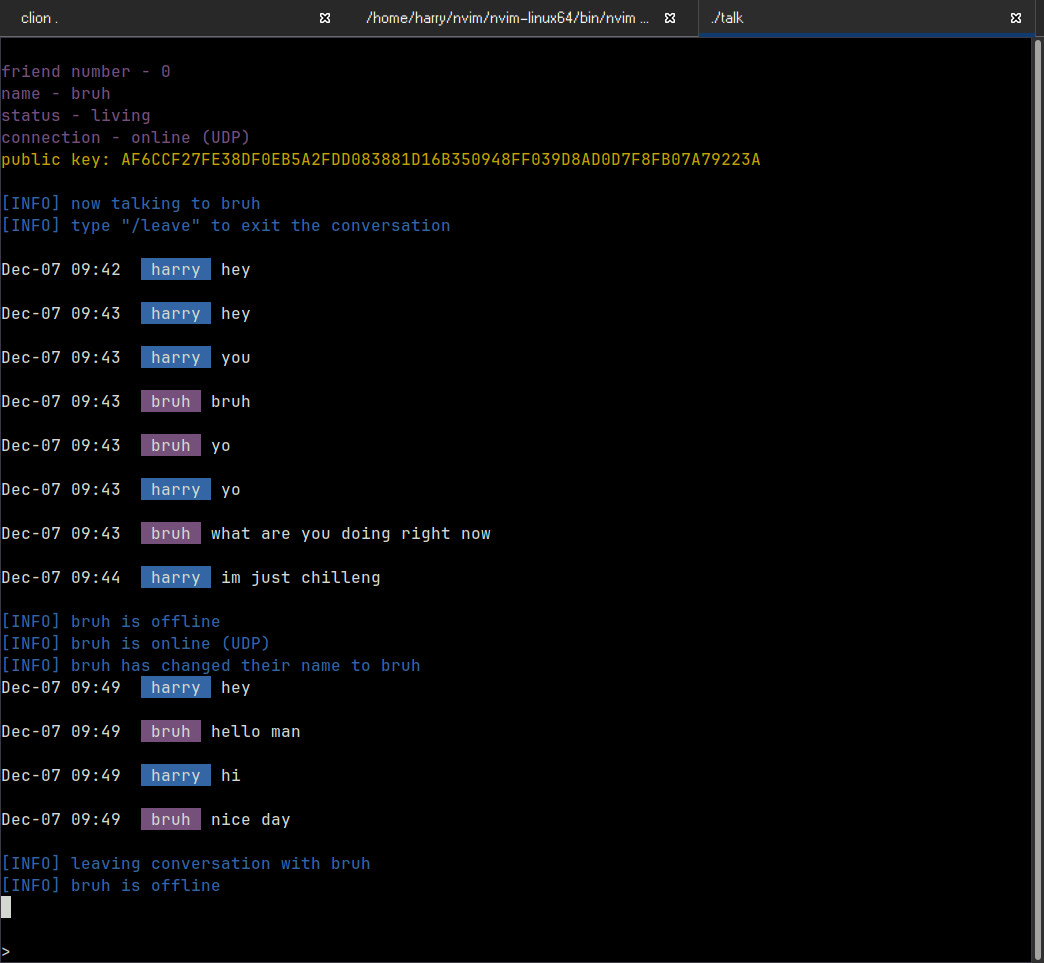 clion .
/home/harry/nvim/nvim-linux64/bin/nvim ...
./talk
friend number - 0
name - bruh
status - living
connection - online (UDP)
public key: AF6CCF27FE38DF0EB5A2FDD083881D16B350948FF039D8AD0D7F8FB07A79223A
[INFO] now talking to bruh
[INFO] type "/leave" to exit the conversation
Dec-07 09:42 harry hey
Dec-07 09:43 harry hey
Dec-07 09:43 harry you
Dec-07 09:43 bruh bruh
Dec-07 09:43 bruh yo
Dec-07 09:43 harry yo
Dec-07 09:43 bruh what are you doing right now
Dec-07 09:44 harry im just chilleng
[INFO] bruh is offline
[INFO] bruh is online (UDP)
[INFO] bruh has changed their name to bruh
Dec-07 09:49 harry hey
Dec-07 09:49 bruh hello man
Dec-07 09:49 harry hi
Dec-07 09:49 bruh nice day
[INFO] leaving conversation with bruh
[INFO] bruh is offline
>